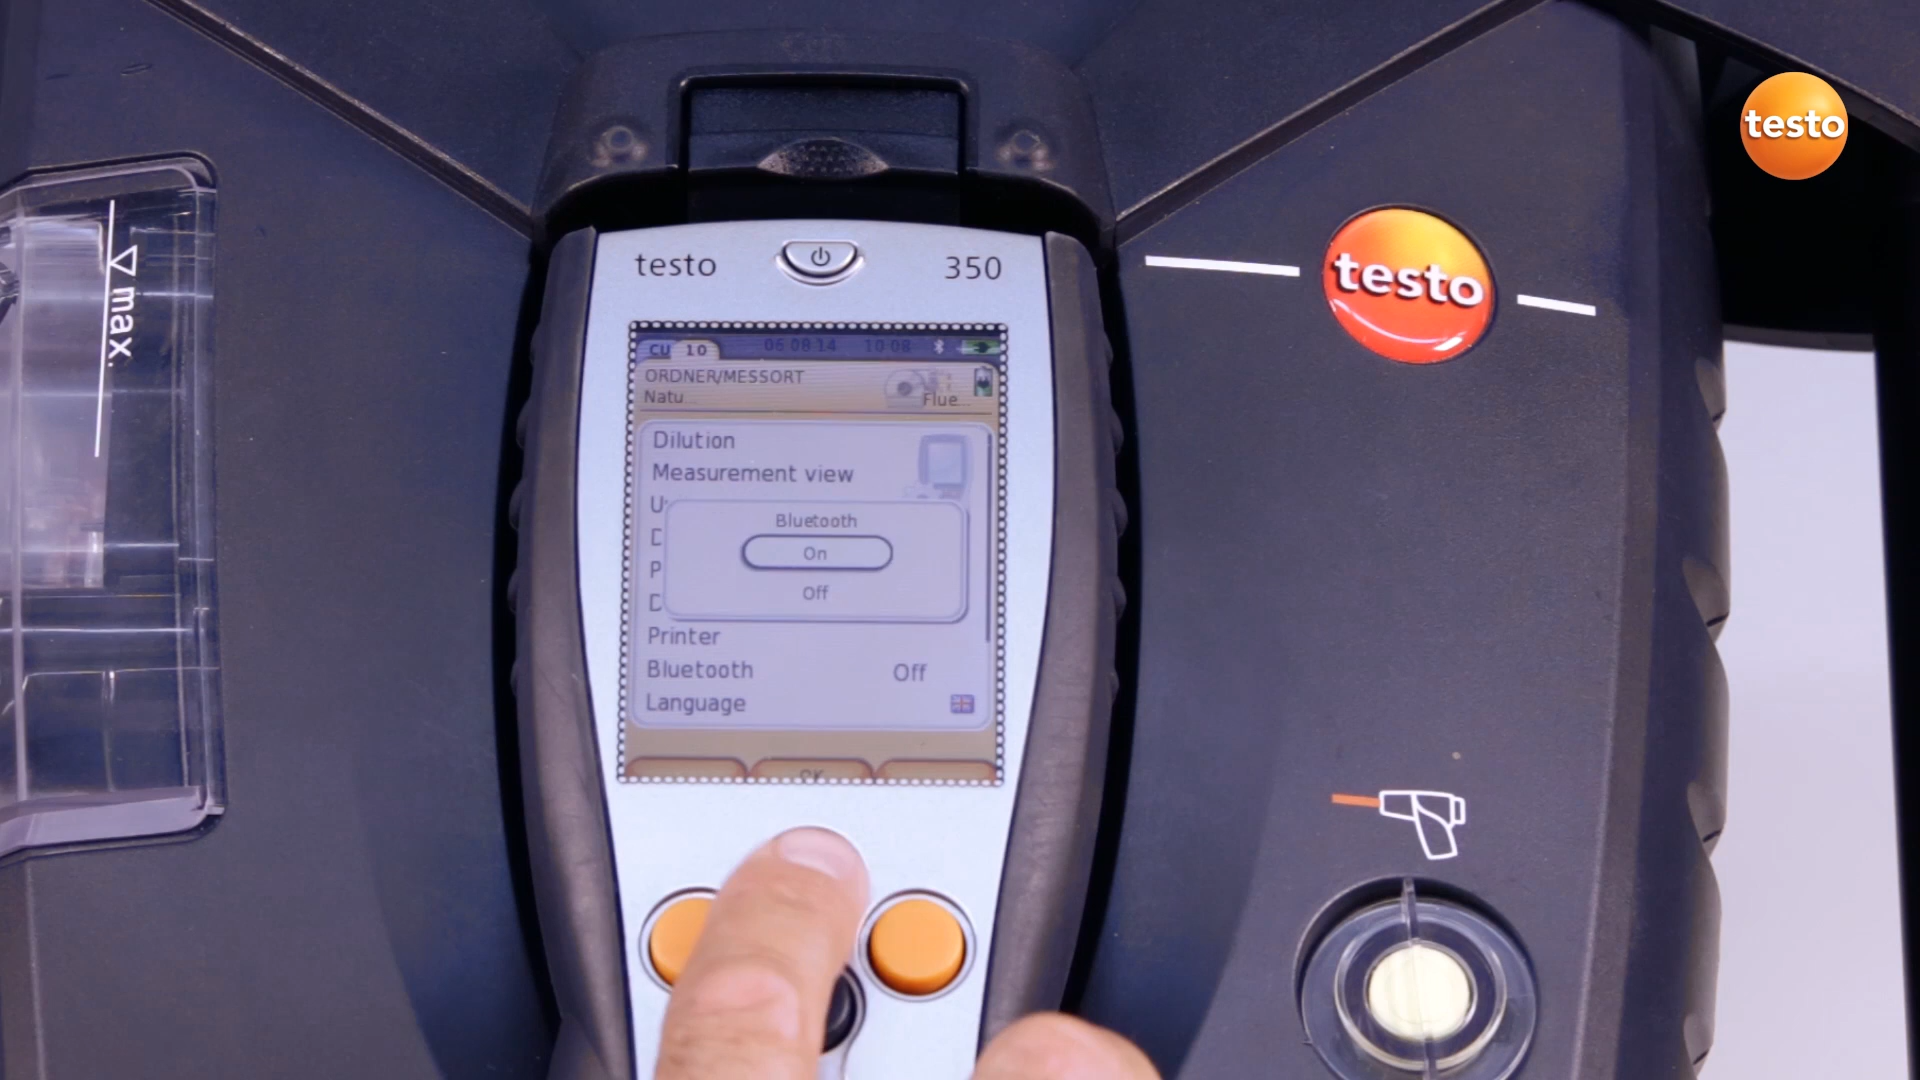 testo
testo
350
testo
max.
CU 10 06.08.14 10:08
ORDNER/MESSORT
Natu... Flue...
Dilution
Measurement view
U
D
P
D
Bluetooth
On
Off
Printer
Bluetooth Off
Language
OK